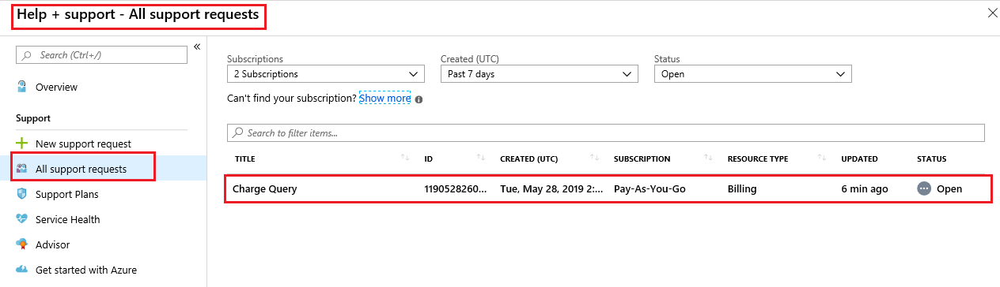 Help + support - All support requests
Search (Ctrl+/)
Overview
Support
New support request
All support requests
Support Plans
Service Health
Advisor
Get started with Azure
Subscriptions Created (UTC) Status
2 Subscriptions Past 7 days Open
Can't find your subscription? Show more
Search to filter items...
TITLE ID CREATED (UTC) SUBSCRIPTION RESOURCE TYPE UPDATED STATUS
Charge Query 1190528260... Tue, May 28, 2019 2:... Pay-As-You-Go Billing 6 min ago Open